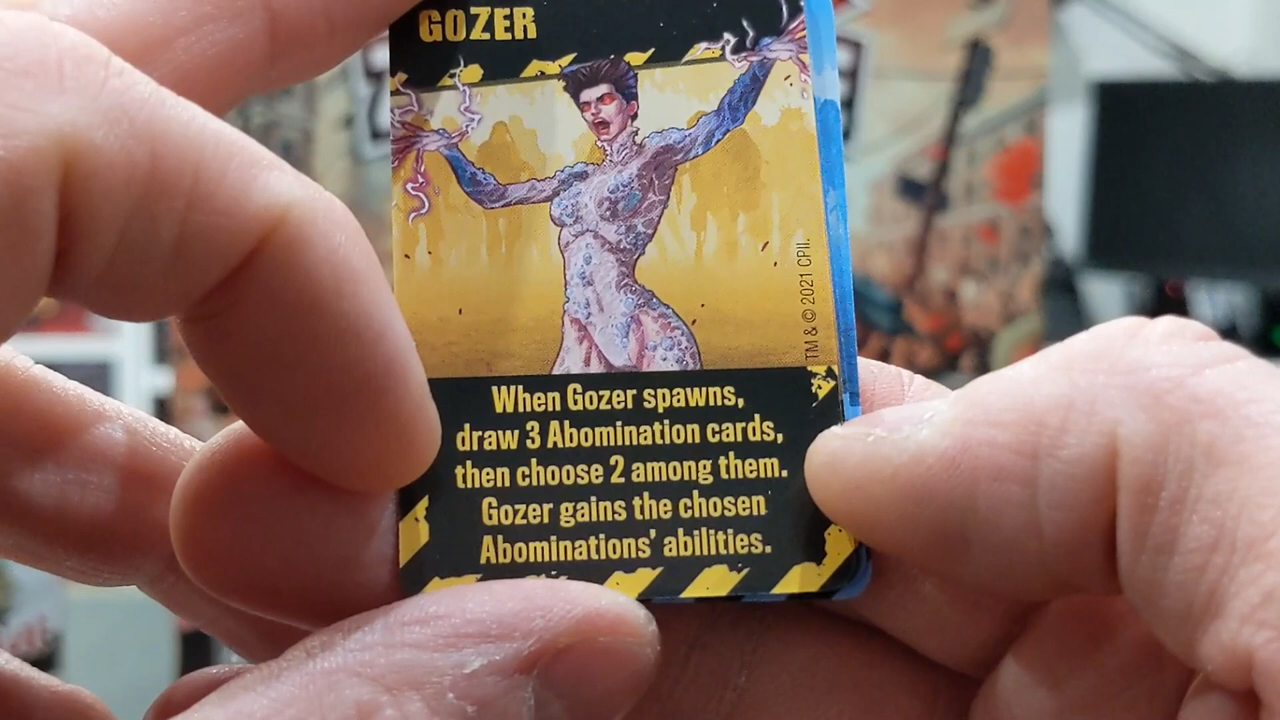 GOZER
TM & © 2021 CPII.
When Gozer spawns,
draw 3 Abomination cards,
then choose 2 among them.
Gozer gains the chosen
Abominations' abilities.